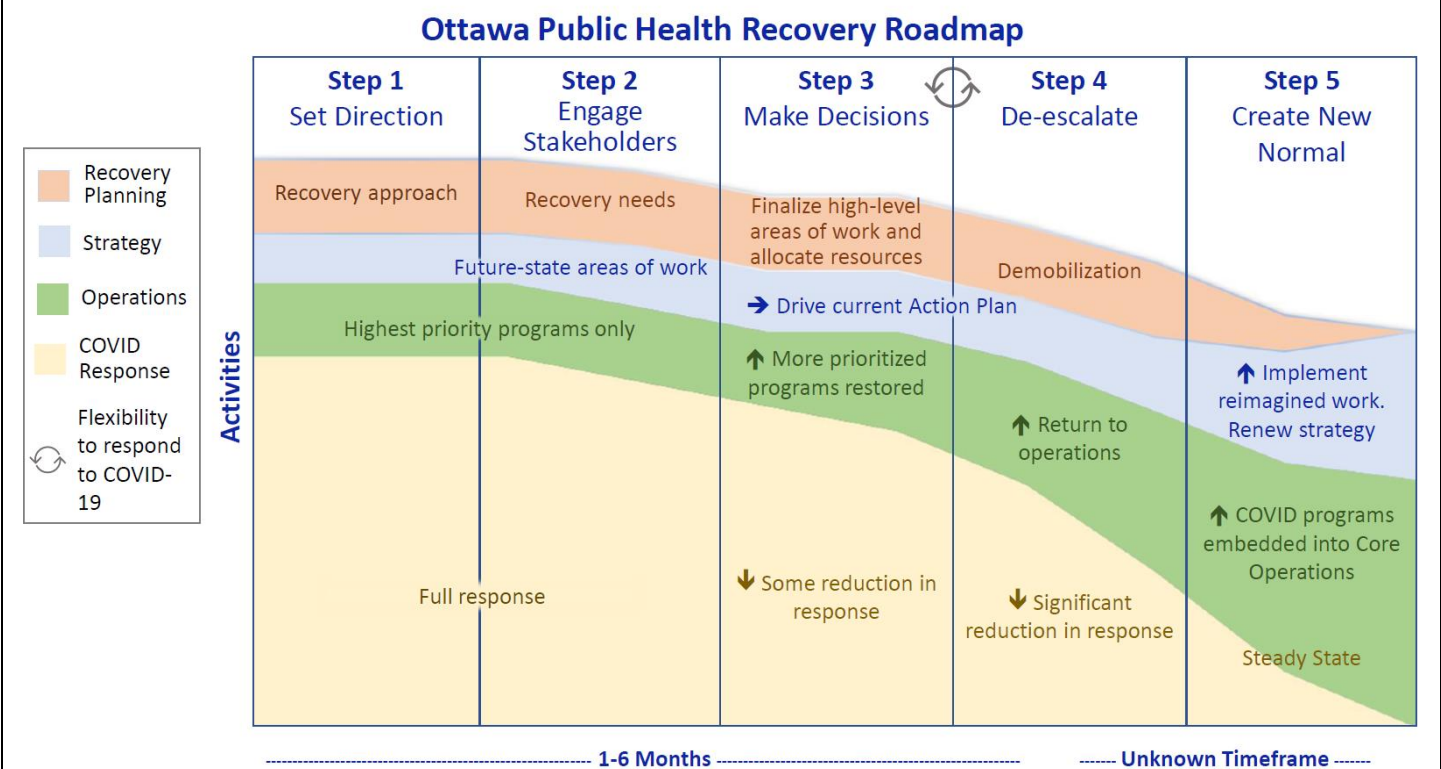 Ottawa Public Health Recovery Roadmap
Step 1
Set Direction
Step 2
Engage
Stakeholders
Step 3
Make Decisions
Step 4
De-escalate
Step 5
Create New
Normal
Recovery
Planning
Strategy
Operations
COVID
Response
Flexibility
to respond
to COVID-
19
Activities
Recovery approach
Recovery needs
Finalize high-level
areas of work and
allocate resources
Demobilization
Future-state areas of work
→ Drive current Action Plan
↑ Implement
reimagined work.
Renew strategy
Highest priority programs only
↑ More prioritized
programs restored
↑ Return to
operations
↑ COVID programs
embedded into Core
Operations
Full response
↓ Some reduction in
response
↓ Significant
reduction in response
Steady State
1-6 Months
Unknown Timeframe